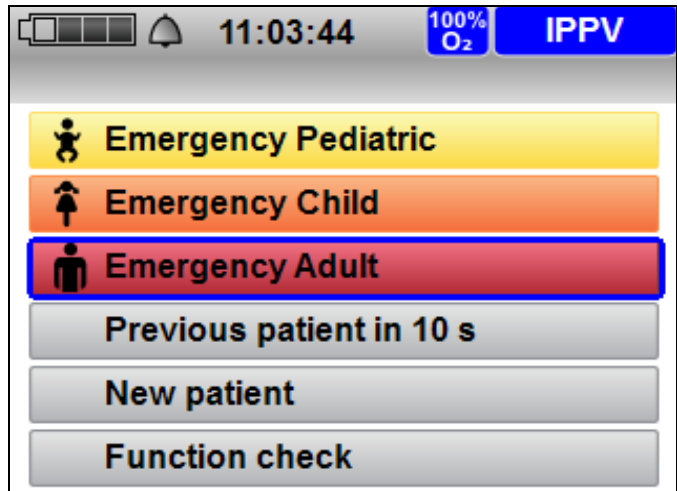 11:03:44 100% O₂ IPPV
Emergency Pediatric
Emergency Child
Emergency Adult
Previous patient in 10 s
New patient
Function check